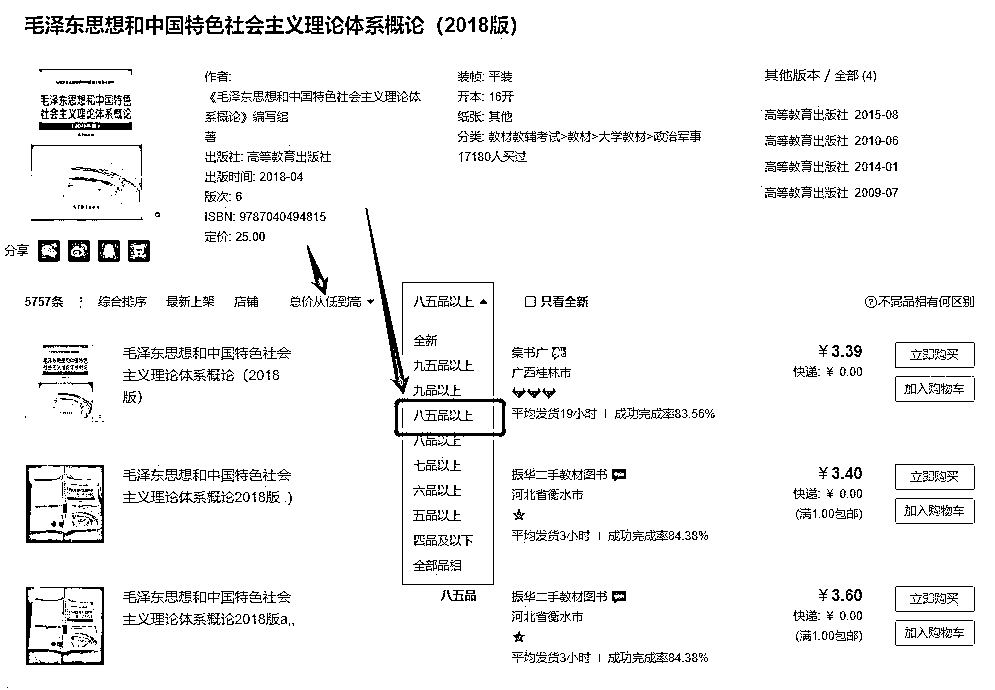 毛泽东思想和中国特色社会主义理论体系概论（2018版）
毛泽东思想和中国特色
社会主义理论体系概论
作者:
《毛泽东思想和中国特色社会主义理论体
系概论》编写组
著
出版社: 高等教育出版社
出版时间: 2018-04
版次: 6
ISBN: 9787040494815
定价: 25.00
装帧: 平装
开本: 16开
纸张: 其他
分类: 教材教辅考试>教材>大学教材>政治军事
17180人买过
其他版本 / 全部 (4)
高等教育出版社 2015-08
高等教育出版社 2010-06
高等教育出版社 2014-01
高等教育出版社 2009-07
分享
5757条
综合排序
最新上架
店铺
总价从低到高
八五品以上
只看全新
?不同品相有何区别
全新
九五品以上
九品以上
八五品以上
八品以上
七品以上
六品以上
五品以上
四品及以下
全部品相
八五品
毛泽东思想和中国特色社会
主义理论体系概论（2018
版）
集书广
广西桂林市
平均发货19小时 | 成功完成率83.56%
￥3.39
快递: ￥ 0.00
立即购买
加入购物车
毛泽东思想和中国特色社会
主义理论体系概论2018版 .)
振华二手教材图书
河北省衡水市
平均发货3小时 | 成功完成率84.38%
￥3.40
快递: ￥ 0.00
(满1.00包邮)
立即购买
加入购物车
毛泽东思想和中国特色社会
主义理论体系概论2018版a,,
振华二手教材图书
河北省衡水市
平均发货3小时 | 成功完成率84.38%
￥3.60
快递: ￥ 0.00
(满1.00包邮)
立即购买
加入购物车